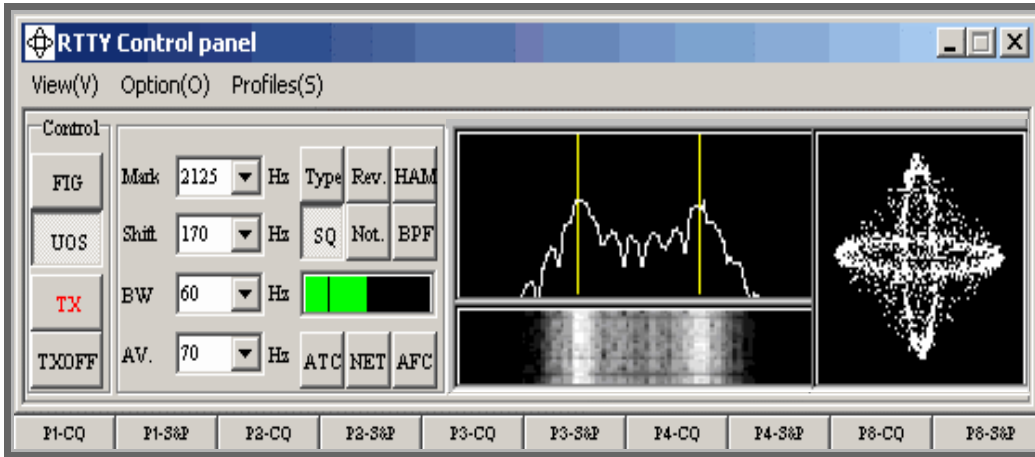 RTTY Control panel
View(V) Option(O) Profiles(S)
Control
FIG
UOS
TX
TXOFF
Mark 2125 Hz
Shift 170 Hz
BW 60 Hz
AV. 70 Hz
Type Rev. HAM
SQ Not. BPF
ATC NET AFC
P1-CQ P1-S&P P2-CQ P2-S&P P3-CQ P3-S&P P4-CQ P4-S&P P8-CQ P8-S&P